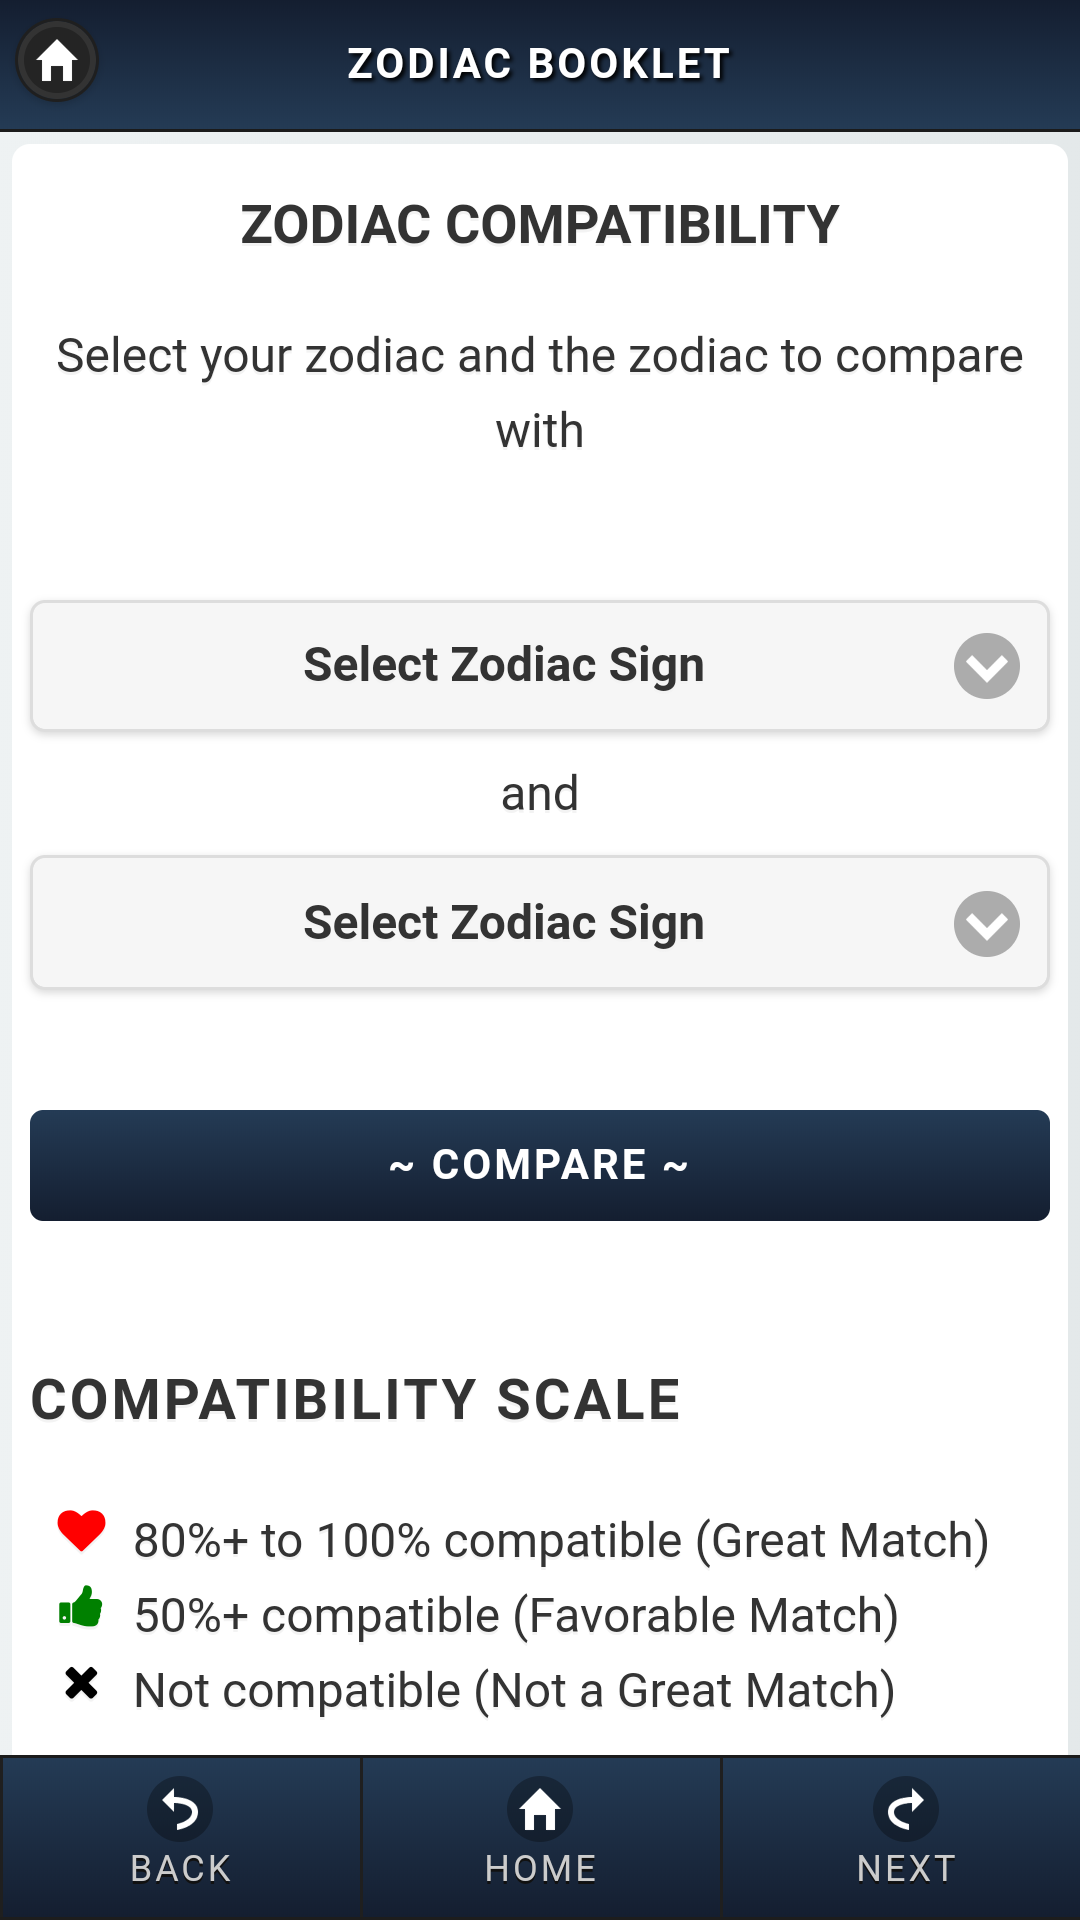 ZODIAC BOOKLET
ZODIAC COMPATIBILITY
Select your zodiac and the zodiac to compare
with
Select Zodiac Sign
and
Select Zodiac Sign
~ COMPARE ~
COMPATIBILITY SCALE
80%+ to 100% compatible (Great Match)
50%+ compatible (Favorable Match)
Not compatible (Not a Great Match)
BACK HOME NEXT